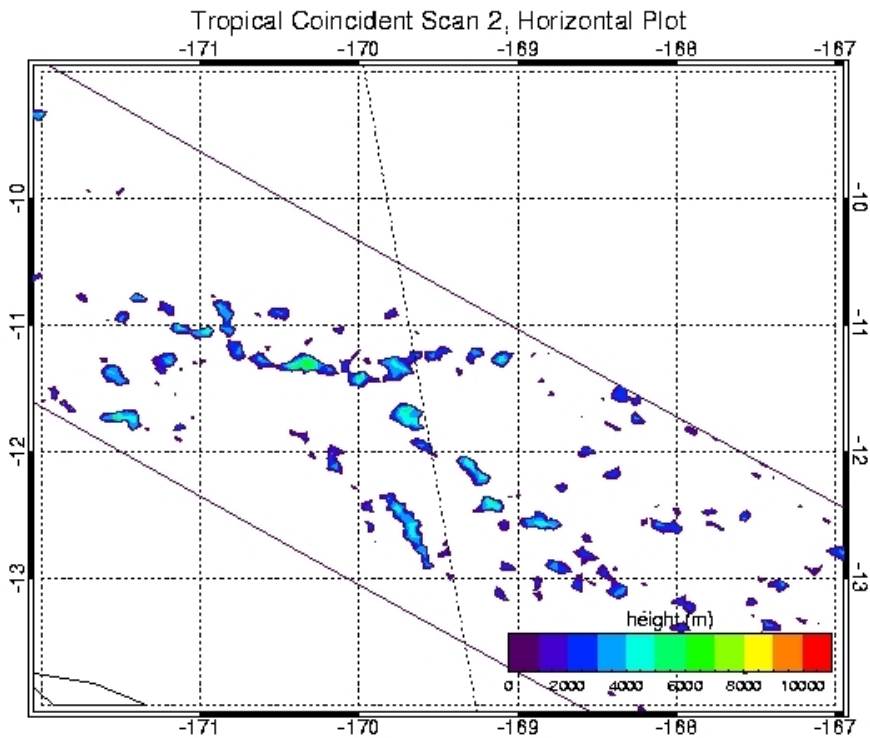 Tropical Coincident Scan 2, Horizontal Plot
-171 -170 -169 -168 -167
-10 -10
-11 -11
-12 -12
-13 -13
height (m)
0 2000 4000 6000 8000 10000
-171 -170 -169 -168 -167